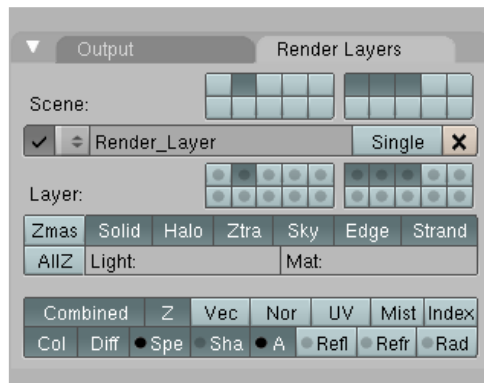 Output Render Layers
Scene:
Render_Layer Single
Layer:
Zmas Solid Halo Ztra Sky Edge Strand
AllZ Light: Mat:
Combined Z Vec Nor UV Mist Index
Col Diff Spe Sha A Refl Refr Rad